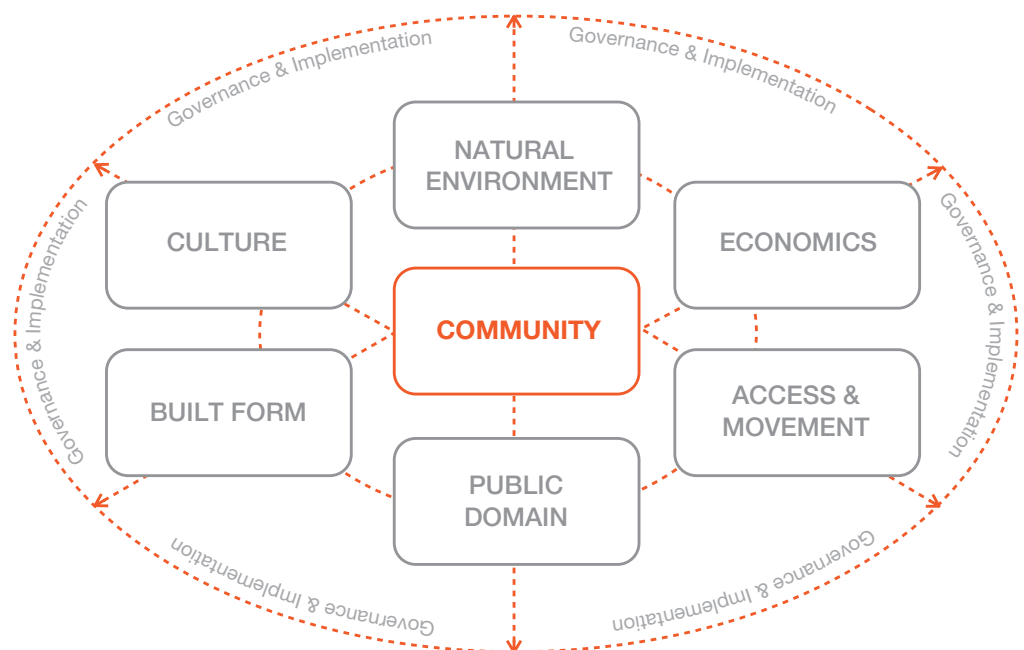 Governance & Implementation
Governance & Implementation
NATURAL
ENVIRONMENT
CULTURE
ECONOMICS
Governance & Implementation
Governance & Implementation
COMMUNITY
BUILT FORM
ACCESS &
MOVEMENT
PUBLIC
DOMAIN
Governance & Implementation
Governance & Implementation